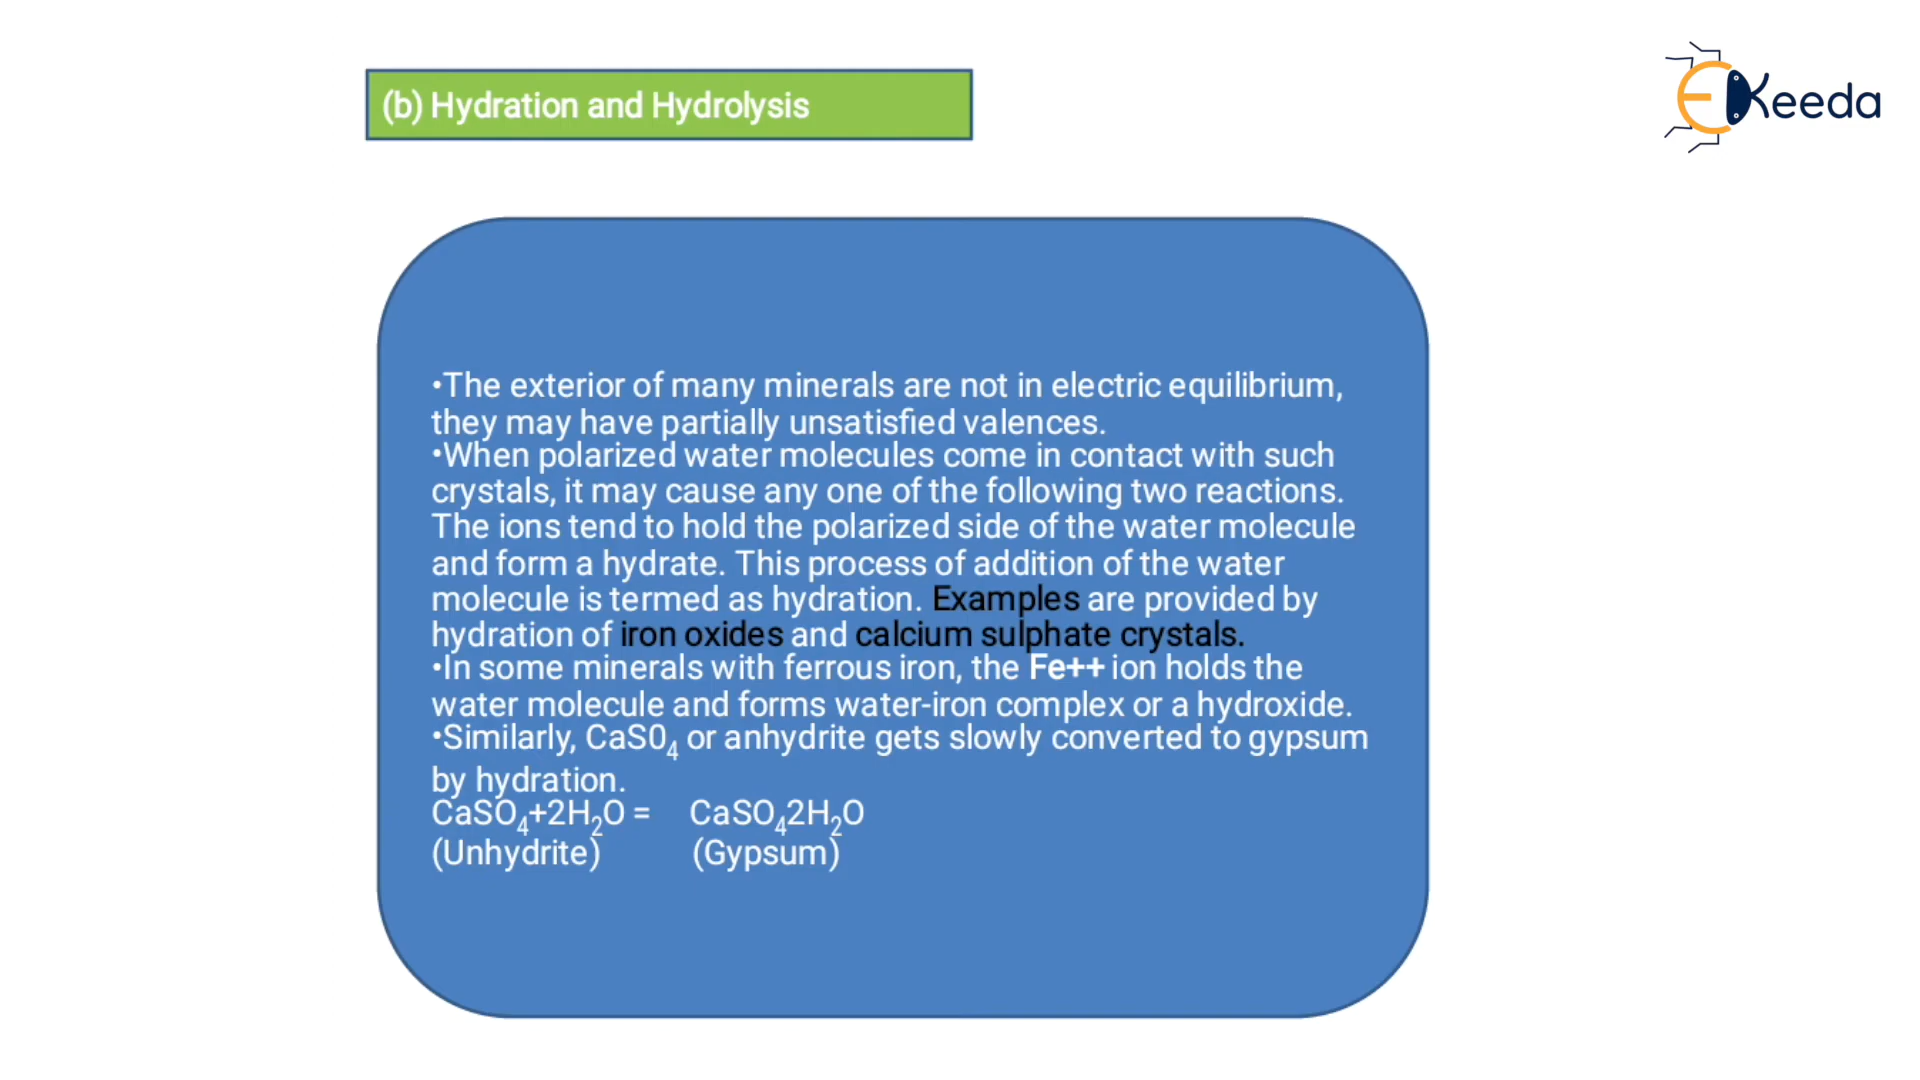 (b) Hydration and Hydrolysis
EKeeda
•The exterior of many minerals are not in electric equilibrium,
they may have partially unsatisfied valences.
•When polarized water molecules come in contact with such
crystals, it may cause any one of the following two reactions.
The ions tend to hold the polarized side of the water molecule
and form a hydrate. This process of addition of the water
molecule is termed as hydration. Examples are provided by
hydration of iron oxides and calcium sulphate crystals.
•In some minerals with ferrous iron, the Fe++ ion holds the
water molecule and forms water-iron complex or a hydroxide.
•Similarly, CaS0₄ or anhydrite gets slowly converted to gypsum
by hydration.
CaSO₄+2H₂O = CaSO₄2H₂O
(Unhydrite) (Gypsum)